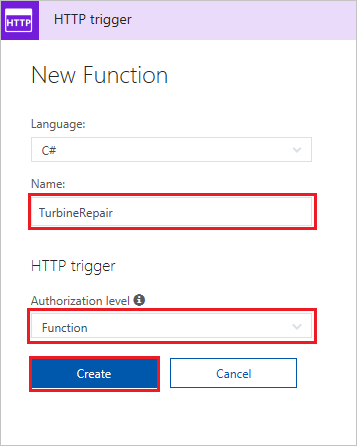 HTTP
HTTP trigger
New Function
Language:
C#
Name:
TurbineRepair
HTTP trigger
Authorization level
Function
Create
Cancel